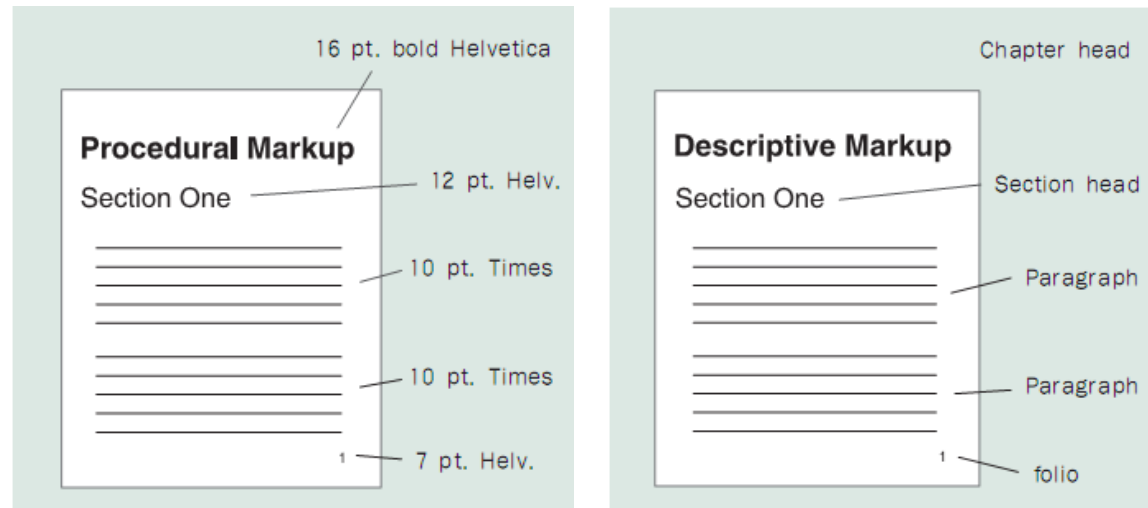 16 pt. bold Helvetica
Procedural Markup
Section One
12 pt. Helv.
10 pt. Times
10 pt. Times
1
7 pt. Helv.
Chapter head
Descriptive Markup
Section One
Section head
Paragraph
Paragraph
1
folio